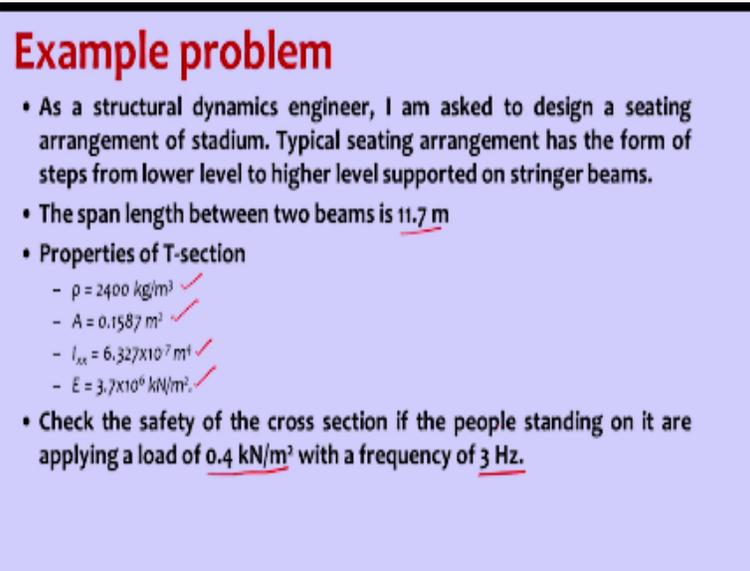 Example problem
• As a structural dynamics engineer, I am asked to design a seating
arrangement of stadium. Typical seating arrangement has the form of
steps from lower level to higher level supported on stringer beams.
• The span length between two beams is 11.7 m
• Properties of T-section
– ρ = 2400 kg/m³
– A = 0.1587 m²
– Iₓₓ = 6.327x10⁻⁷ m⁴
– E = 3.7x10⁶ kN/m².
• Check the safety of the cross section if the people standing on it are
applying a load of 0.4 kN/m² with a frequency of 3 Hz.